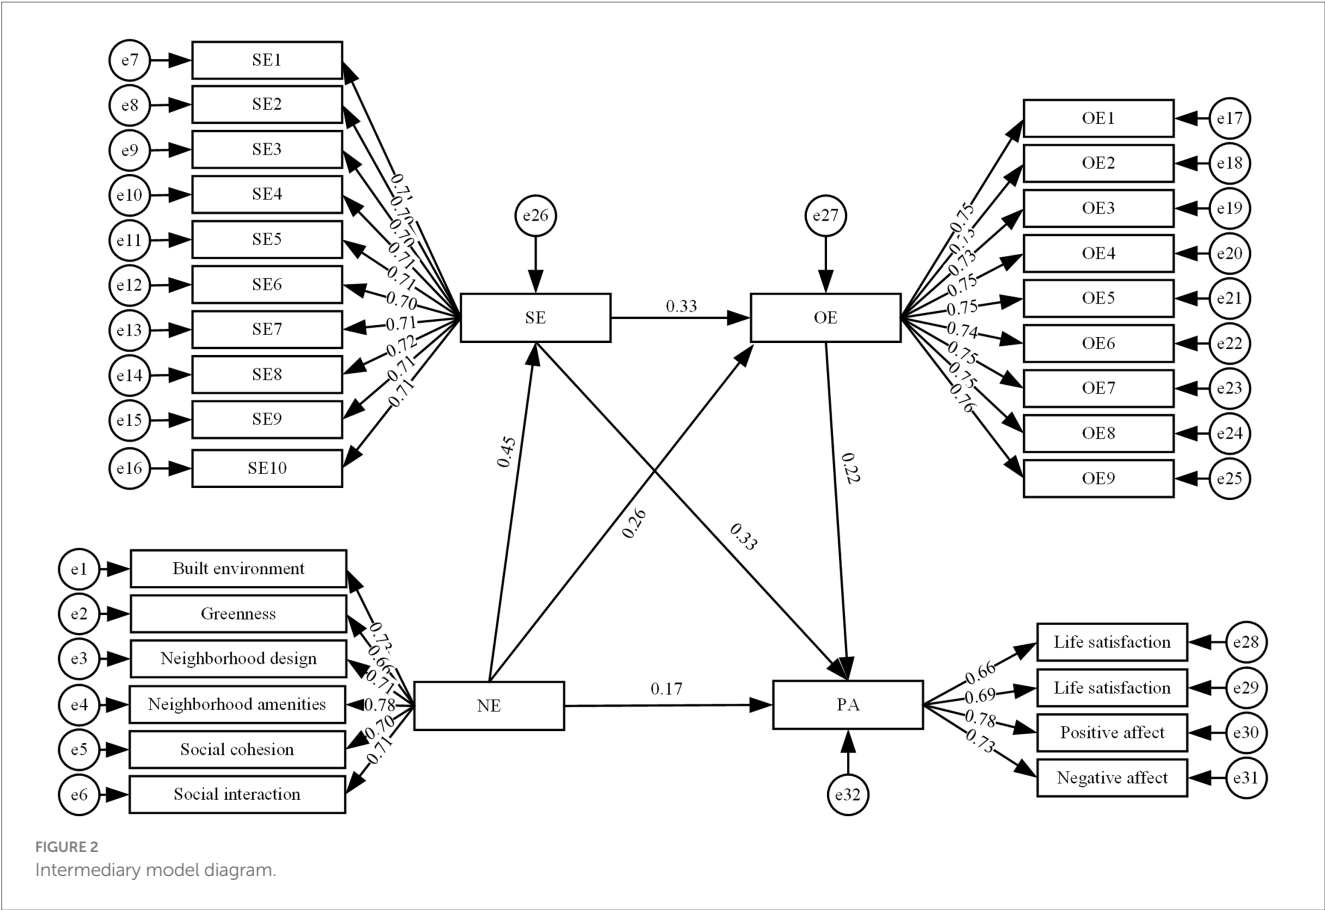 e7 SE1
e8 SE2
e9 SE3
e10 SE4
e11 SE5
e12 SE6
e13 SE7
e14 SE8
e15 SE9
e16 SE10
0.71
0.70
0.70
0.71
0.71
0.70
0.71
0.72
0.71
0.71
e26
SE
0.33
e27
OE
OE1 e17
OE2 e18
OE3 e19
OE4 e20
OE5 e21
OE6 e22
OE7 e23
OE8 e24
OE9 e25
0.75
0.73
0.75
0.75
0.74
0.75
0.75
0.76
0.45
0.26
0.33
0.22
e1 Built environment
e2 Greenness
e3 Neighborhood design
e4 Neighborhood amenities
e5 Social cohesion
e6 Social interaction
0.66
0.71
0.78
0.70
0.71
NE
0.17
PA
e32
0.66
0.69
0.78
0.73
Life satisfaction e28
Life satisfaction e29
Positive affect e30
Negative affect e31
FIGURE 2
Intermediary model diagram.